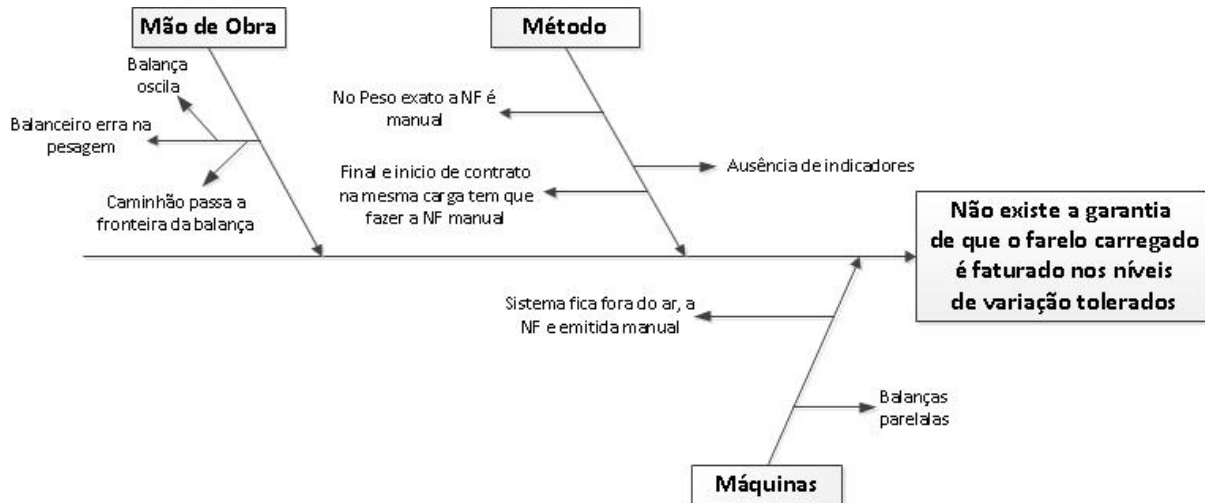 Mão de Obra
Método
Balança
oscila
Balanceiro erra na
pesagem
Caminhão passa a
fronteira da balança
No Peso exato a NF é
manual
Ausência de indicadores
Final e inicio de contrato
na mesma carga tem que
fazer a NF manual
Não existe a garantia
de que o farelo carregado
é faturado nos níveis
de variação tolerados
Sistema fica fora do ar, a
NF e emitida manual
Balanças
parelalas
Máquinas